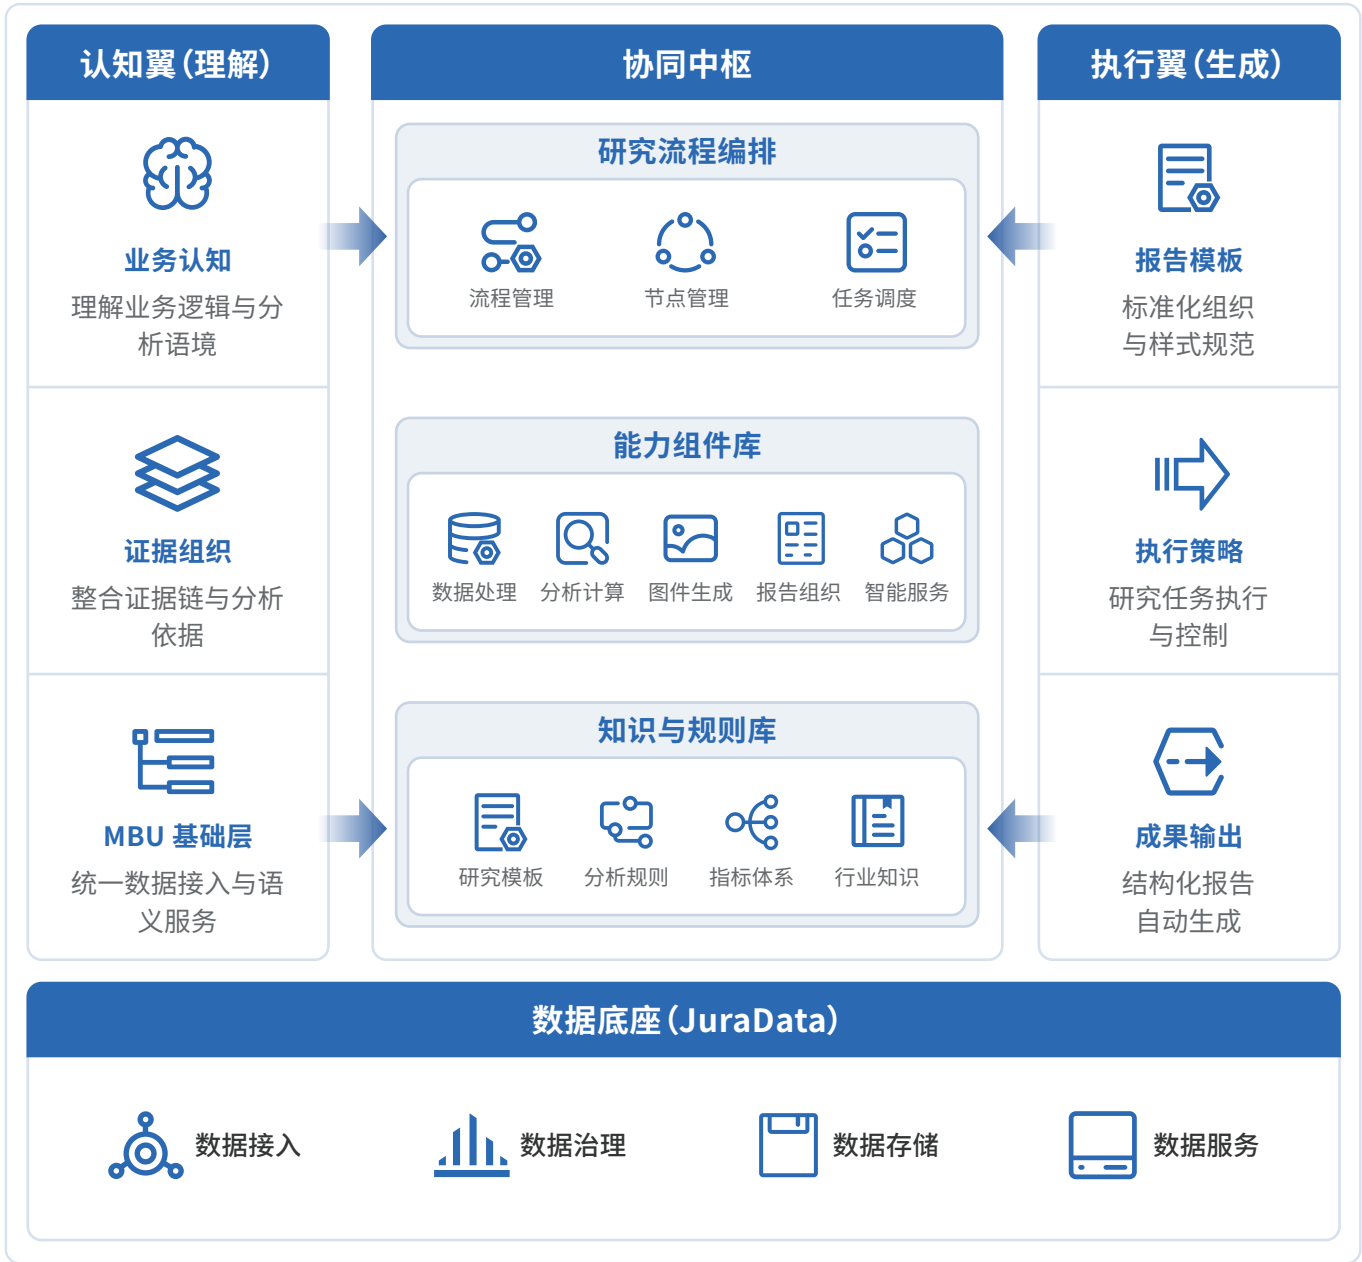 认知翼（理解）
业务认知
理解业务逻辑与分
析语境
证据组织
整合证据链与分析
依据
MBU 基础层
统一数据接入与语
义服务
协同中枢
研究流程编排
流程管理
节点管理
任务调度
能力组件库
数据处理
分析计算
图件生成
报告组织
智能服务
知识与规则库
研究模板
分析规则
指标体系
行业知识
执行翼（生成）
报告模板
标准化组织
与样式规范
执行策略
研究任务执行
与控制
成果输出
结构化报告
自动生成
数据底座（JuraData）
数据接入
数据治理
数据存储
数据服务